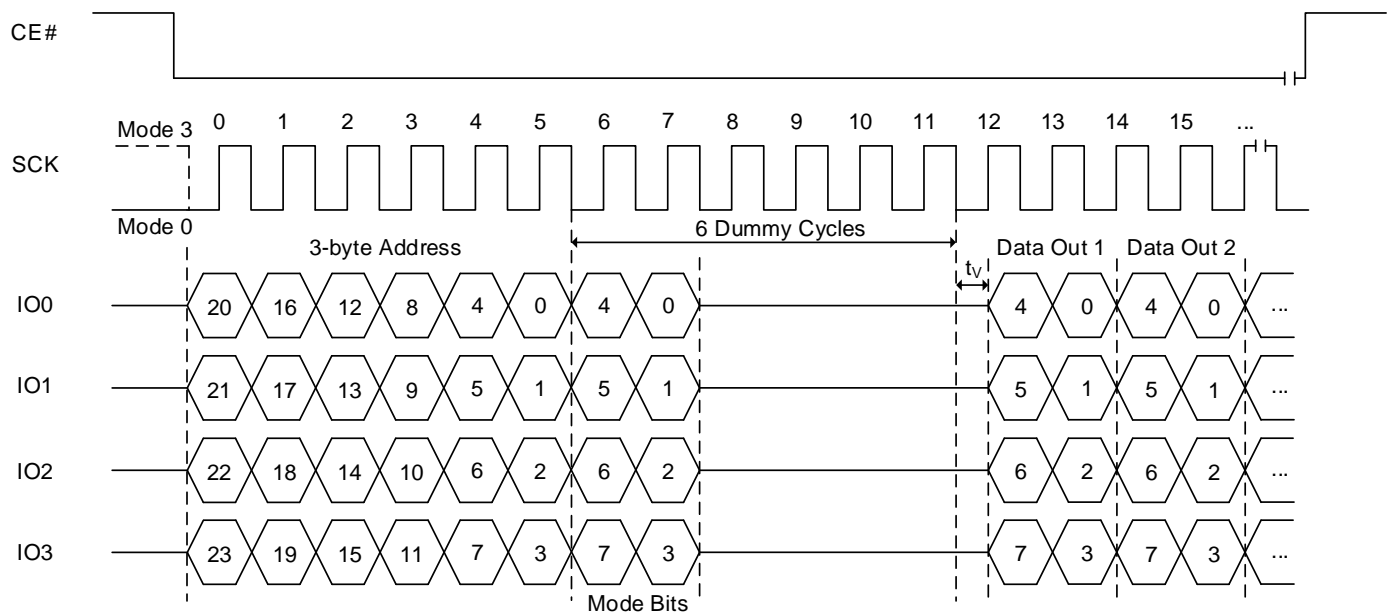 CE#
0 1 2 3 4 5 6 7 8 9 10 11 12 13 14 15 ...
Mode 3
SCK
Mode 0
6 Dummy Cycles
3-byte Address
Data Out 1 Data Out 2
tV
IO0 20 16 12 8 4 0 4 0 4 0 4 0 ...
IO1 21 17 13 9 5 1 5 1 5 1 5 1 ...
IO2 22 18 14 10 6 2 6 2 6 2 6 2 ...
IO3 23 19 15 11 7 3 7 3 7 3 7 3 ...
Mode Bits